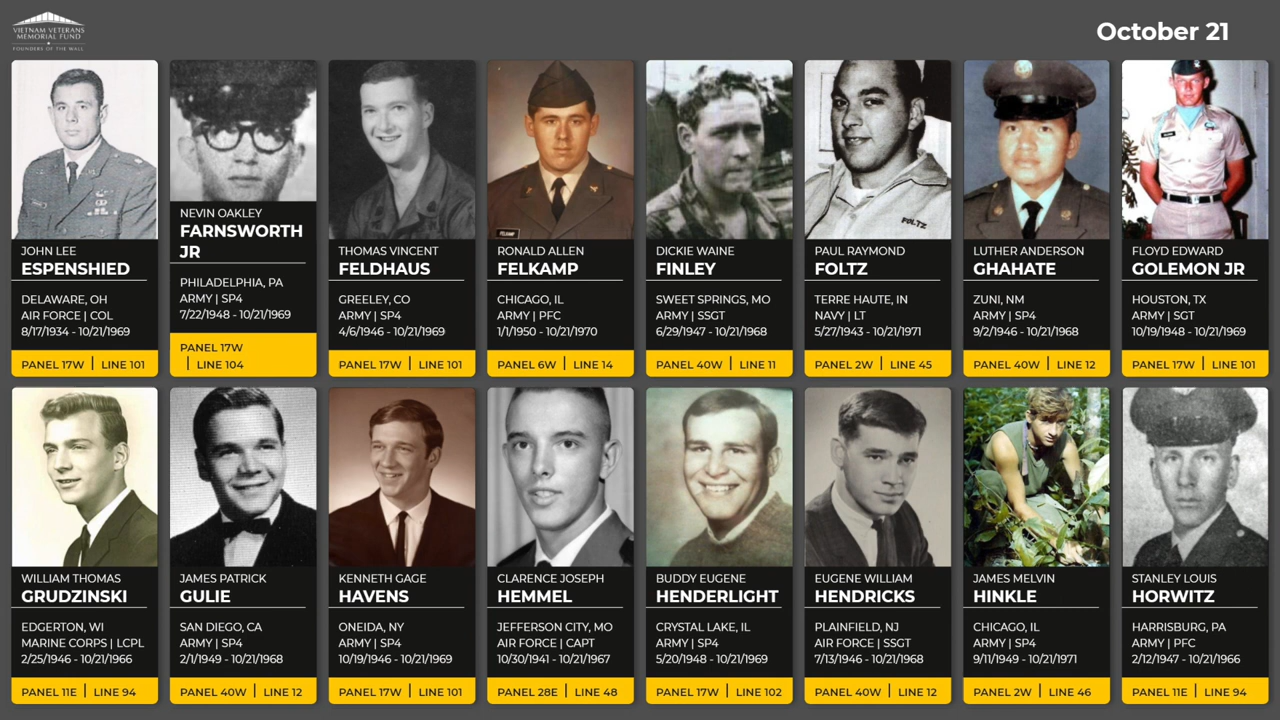 VIETNAM VETERANS
MEMORIAL FUND
FOUNDERS OF THE WALL
October 21
JOHN LEE
ESPENSHIED
DELAWARE, OH
AIR FORCE | COL
8/17/1934 - 10/21/1969
PANEL 17W | LINE 101
NEVIN OAKLEY
FARNSWORTH
JR
PHILADELPHIA, PA
ARMY | SP4
7/22/1948 - 10/21/1969
PANEL 17W
| LINE 104
THOMAS VINCENT
FELDHAUS
GREELEY, CO
ARMY | SP4
4/6/1946 - 10/21/1969
PANEL 17W | LINE 101
FELKAMP
RONALD ALLEN
FELKAMP
CHICAGO, IL
ARMY | PFC
1/1/1950 - 10/21/1970
PANEL 6W | LINE 14
DICKIE WAINE
FINLEY
SWEET SPRINGS, MO
ARMY | SSGT
6/29/1947 - 10/21/1968
PANEL 40W | LINE 11
FOLTZ
PAUL RAYMOND
FOLTZ
TERRE HAUTE, IN
NAVY | LT
5/27/1943 - 10/21/1971
PANEL 2W | LINE 45
LUTHER ANDERSON
GHAHATE
ZUNI, NM
ARMY | SP4
9/2/1946 - 10/21/1968
PANEL 40W | LINE 12
FLOYD EDWARD
GOLEMON JR
HOUSTON, TX
ARMY | SGT
10/19/1948 - 10/21/1969
PANEL 17W | LINE 101
WILLIAM THOMAS
GRUDZINSKI
EDGERTON, WI
MARINE CORPS | LCPL
2/25/1946 - 10/21/1966
PANEL 11E | LINE 94
JAMES PATRICK
GULIE
SAN DIEGO, CA
ARMY | SP4
2/1/1949 - 10/21/1968
PANEL 40W | LINE 12
KENNETH GAGE
HAVENS
ONEIDA, NY
ARMY | SP4
10/19/1946 - 10/21/1969
PANEL 17W | LINE 101
CLARENCE JOSEPH
HEMMEL
JEFFERSON CITY, MO
AIR FORCE | CAPT
10/30/1941 - 10/21/1967
PANEL 28E | LINE 48
BUDDY EUGENE
HENDERLIGHT
CRYSTAL LAKE, IL
ARMY | SP4
5/20/1948 - 10/21/1969
PANEL 17W | LINE 102
EUGENE WILLIAM
HENDRICKS
PLAINFIELD, NJ
AIR FORCE | SSGT
7/13/1946 - 10/21/1968
PANEL 40W | LINE 12
JAMES MELVIN
HINKLE
CHICAGO, IL
ARMY | SP4
9/11/1949 - 10/21/1971
PANEL 2W | LINE 46
STANLEY LOUIS
HORWITZ
HARRISBURG, PA
ARMY | PFC
2/12/1947 - 10/21/1966
PANEL 11E | LINE 94